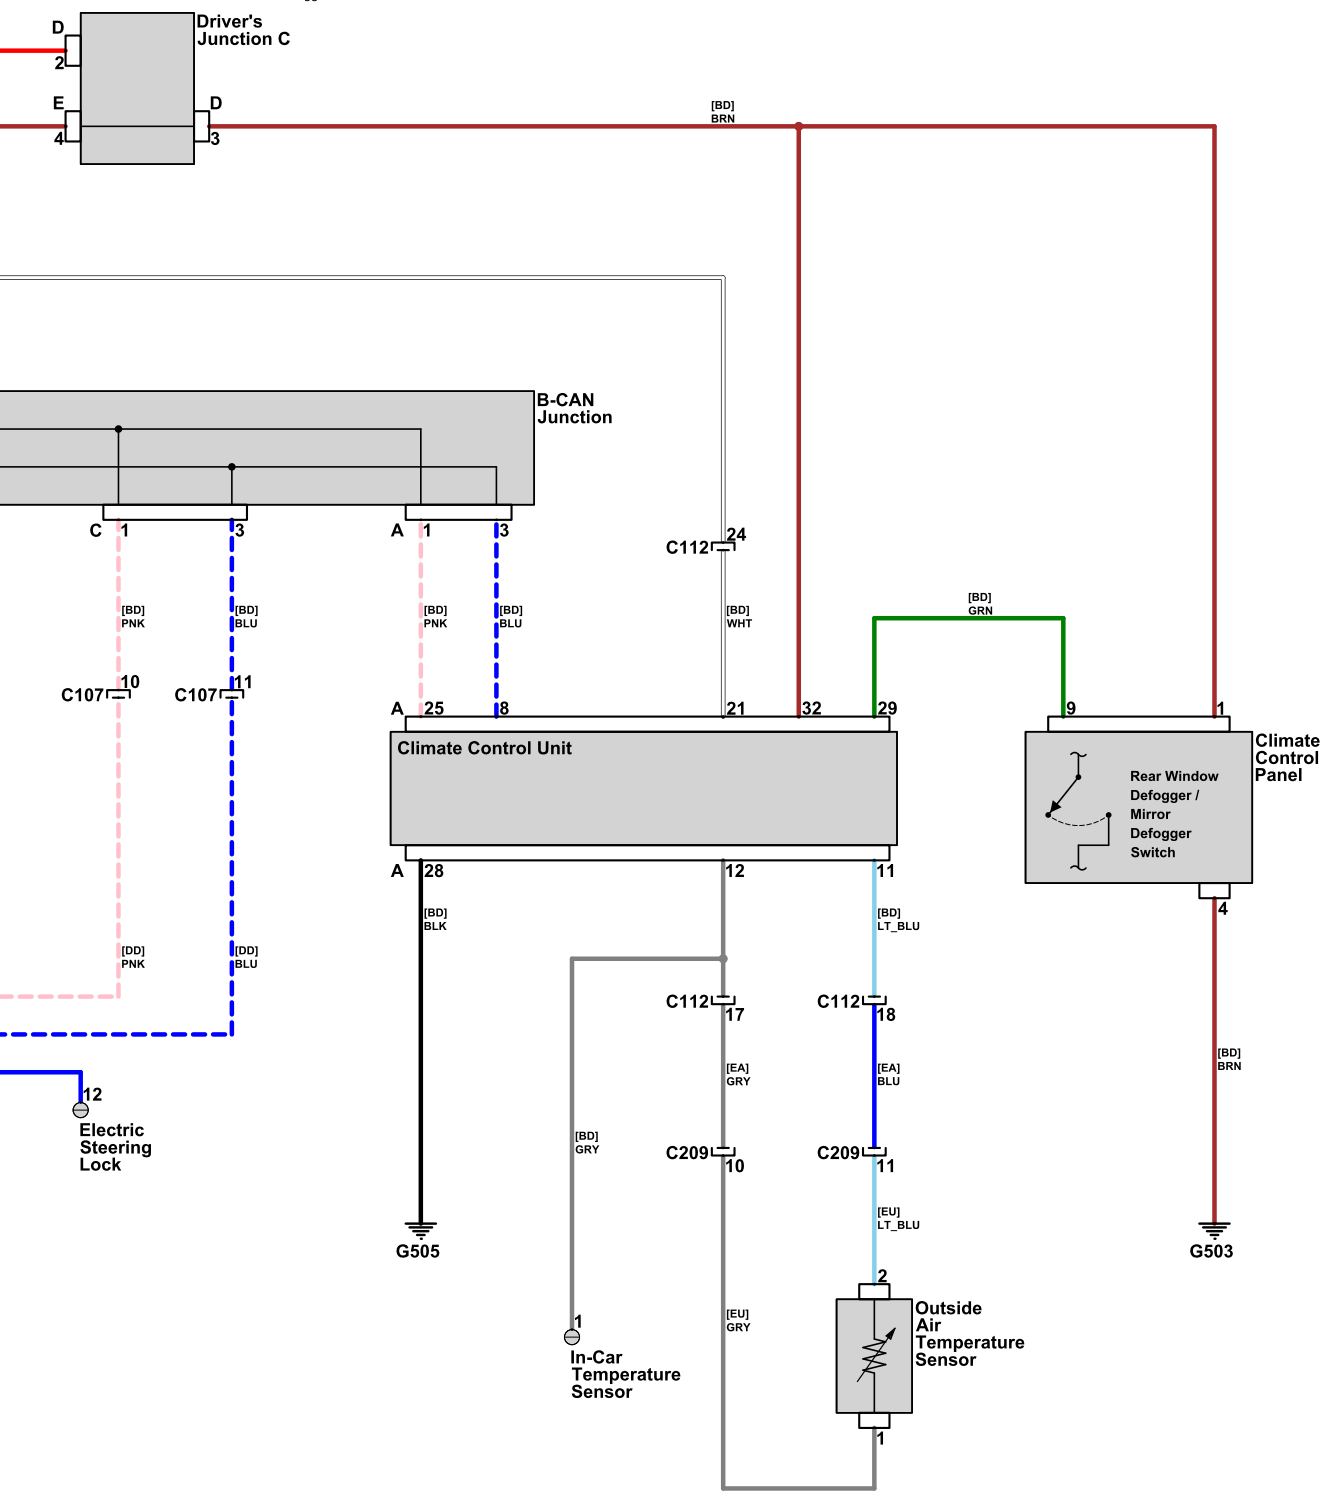 Driver's
Junction C
D
2
E
4
D
3
[BD]
BRN
B-CAN
Junction
C
1
3
A
1
3
C112
24
[BD]
PNK
[BD]
BLU
[BD]
PNK
[BD]
BLU
[BD]
WHT
[BD]
GRN
C107
10
C107
11
A
25
8
21
32
29
9
1
Climate Control Unit
Climate
Control
Panel
Rear Window
Defogger /
Mirror
Defogger
Switch
A
28
12
11
4
[BD]
BLK
[BD]
LT_BLU
[DD]
PNK
[DD]
BLU
C112
17
C112
18
[EA]
GRY
[EA]
BLU
[BD]
BRN
12
Electric
Steering
Lock
[BD]
GRY
C209
10
C209
11
[EU]
LT_BLU
G505
G503
2
Outside
Air
Temperature
Sensor
[EU]
GRY
1
In-Car
Temperature
Sensor
1